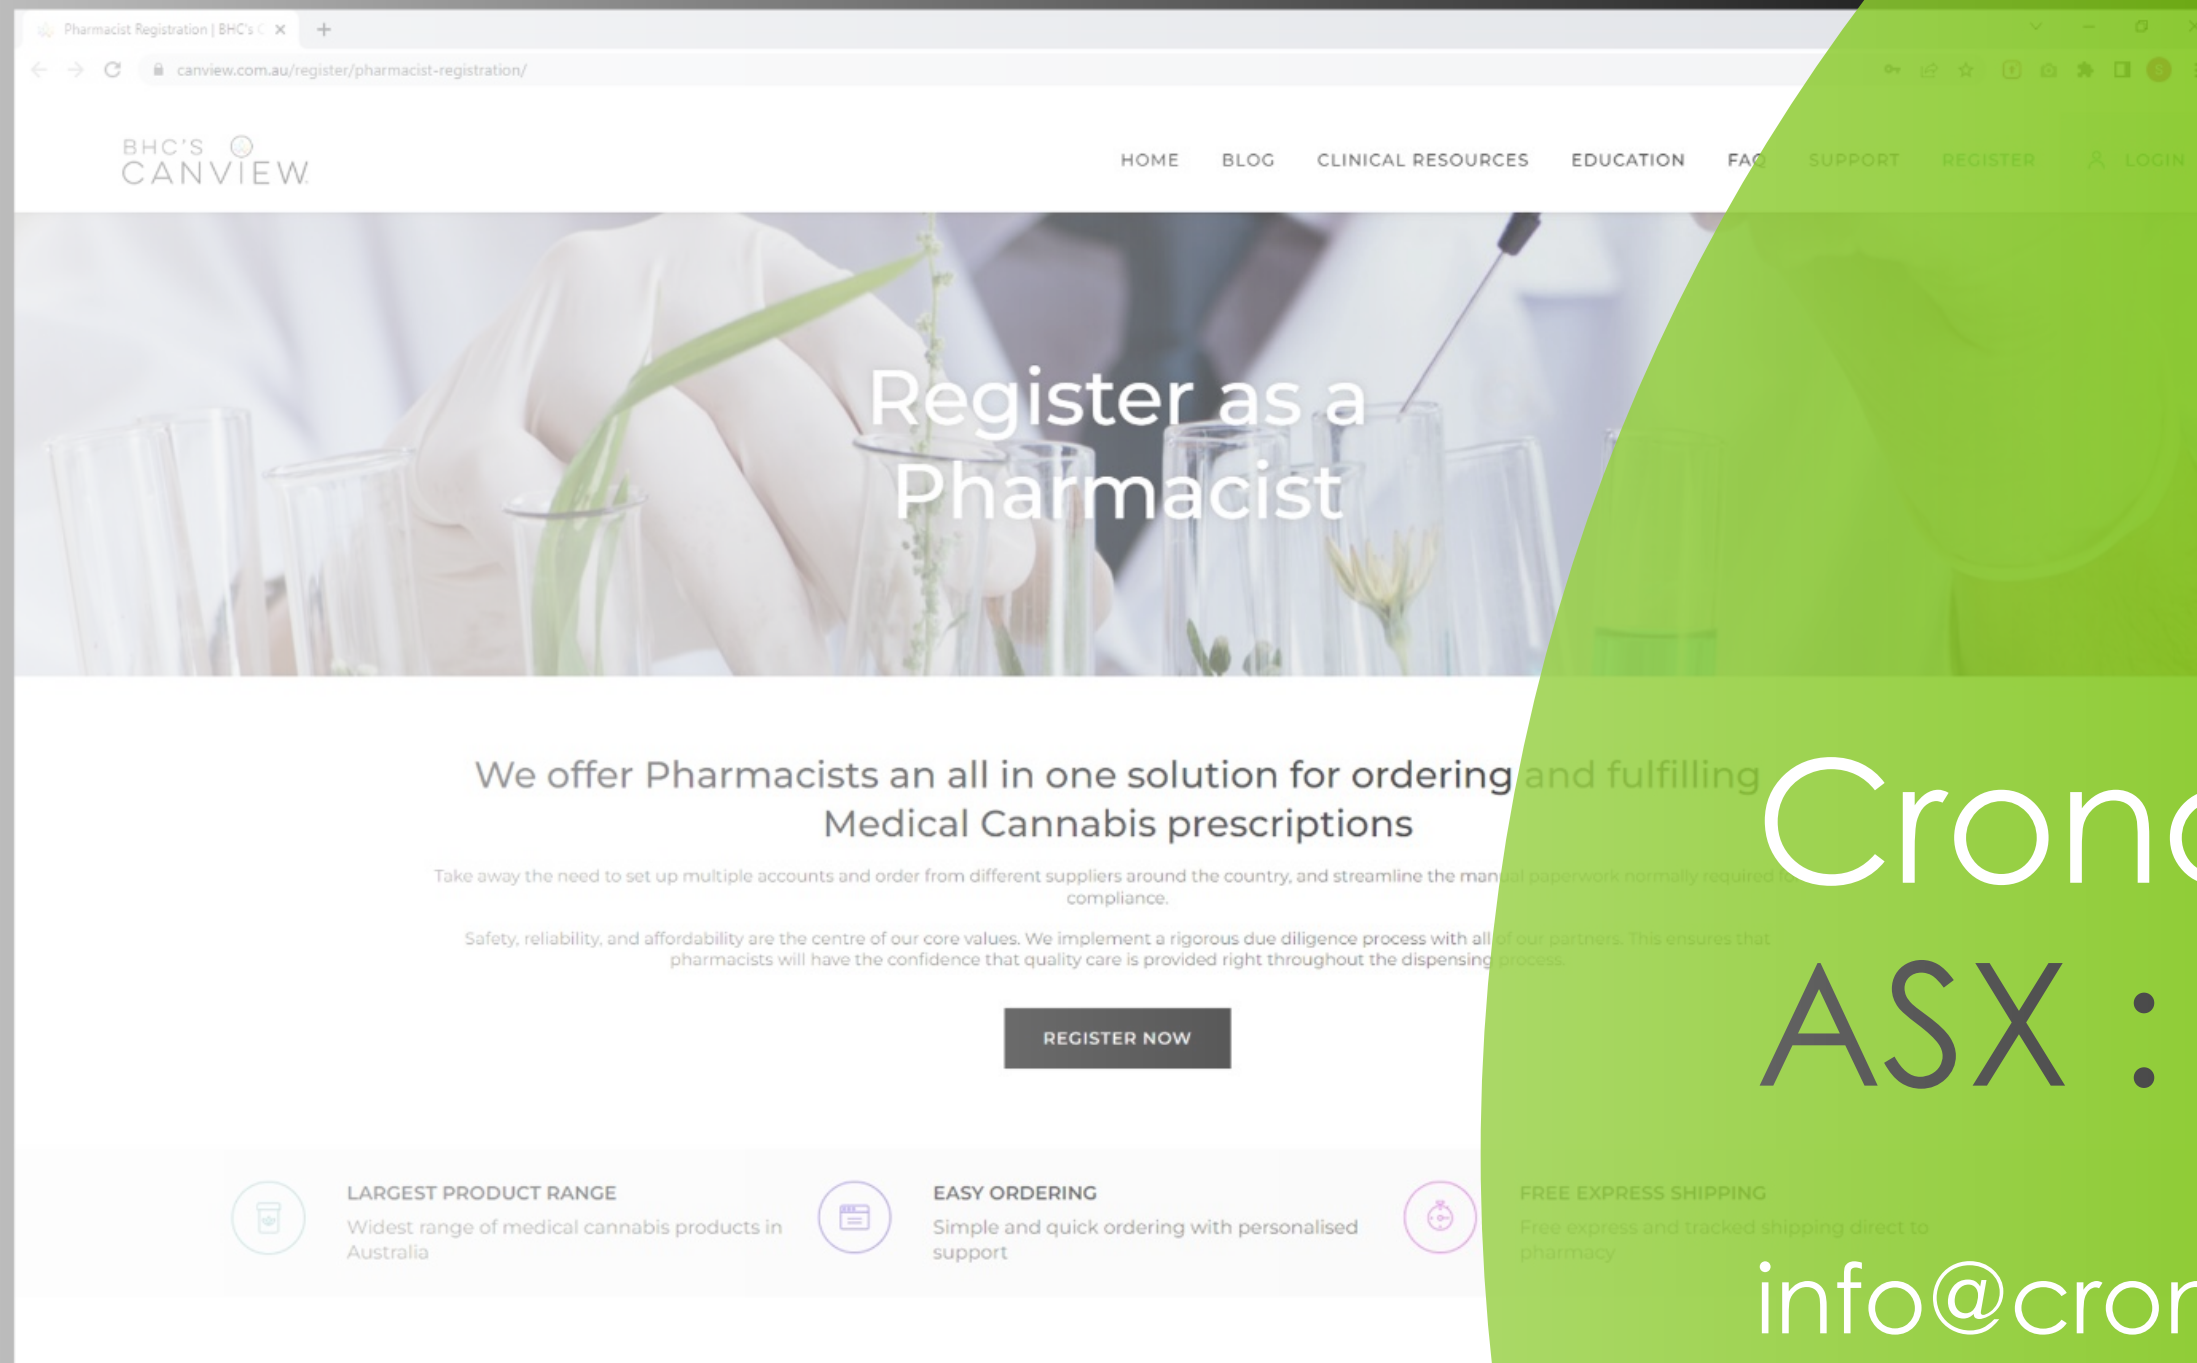 Pharmacist Registration | BHC's C
canview.com.au/register/pharmacist-registration/
BHC'S
CANVIEW
HOME BLOG CLINICAL RESOURCES EDUCATION FAQ SUPPORT REGISTER LOGIN
Register as a
Pharmacist
We offer Pharmacists an all in one solution for ordering and fulfilling
Medical Cannabis prescriptions
Take away the need to set up multiple accounts and order from different suppliers around the country, and streamline the manual paperwork normally required for
compliance.
Safety, reliability, and affordability are the centre of our core values. We implement a rigorous due diligence process with all of our partners. This ensures that
pharmacists will have the confidence that quality care is provided right throughout the dispensing process.
REGISTER NOW
LARGEST PRODUCT RANGE
Widest range of medical cannabis products in
Australia
EASY ORDERING
Simple and quick ordering with personalised
support
FREE EXPRESS SHIPPING
Free express and tracked shipping direct to
pharmacy
Cron
ASX :
info@cron